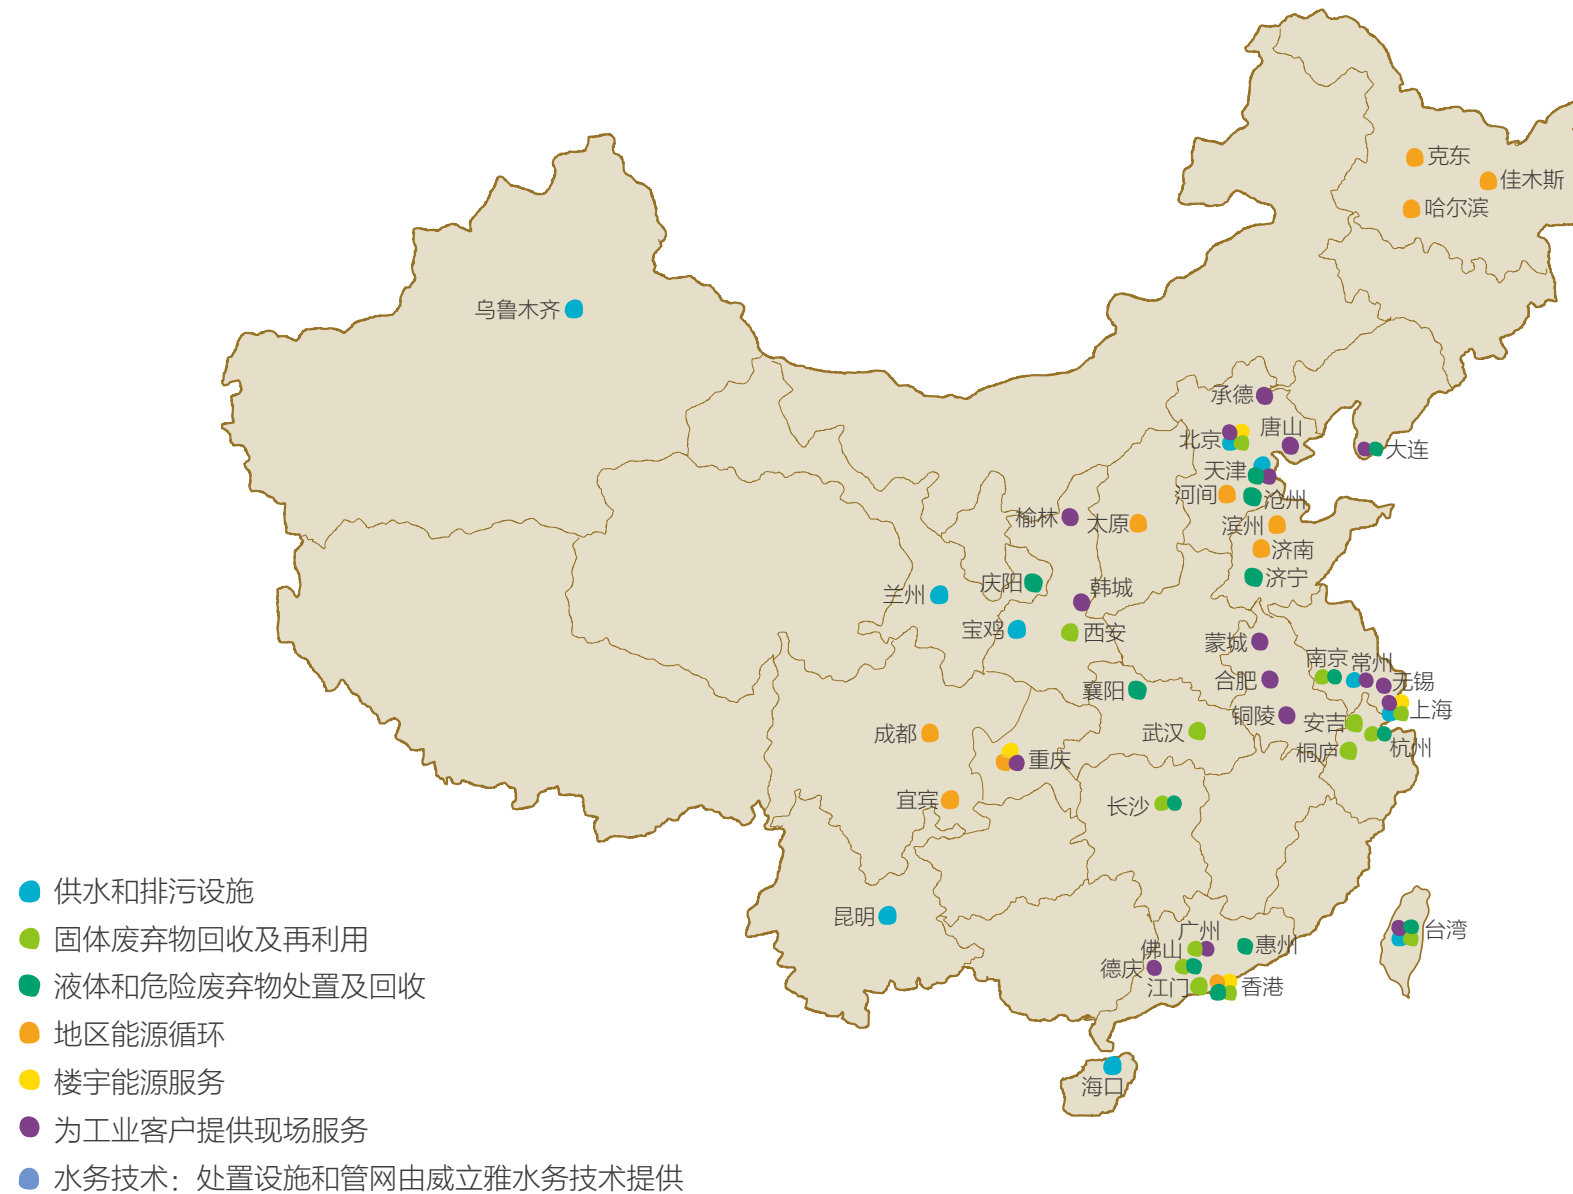 克东
佳木斯
哈尔滨
乌鲁木齐
承德
唐山
北京
大连
天津
河间
沧州
榆林
太原
滨州
济南
庆阳
济宁
兰州
韩城
宝鸡
西安
蒙城
南京
常州
合肥
无锡
襄阳
铜陵
安吉
上海
成都
武汉
桐庐
杭州
重庆
宜宾
长沙
供水和排污设施
昆明
广州
台湾
固体废弃物回收及再利用
佛山
惠州
德庆
液体和危险废弃物处置及回收
江门
香港
地区能源循环
楼宇能源服务
海口
为工业客户提供现场服务
水务技术：处置设施和管网由威立雅水务技术提供